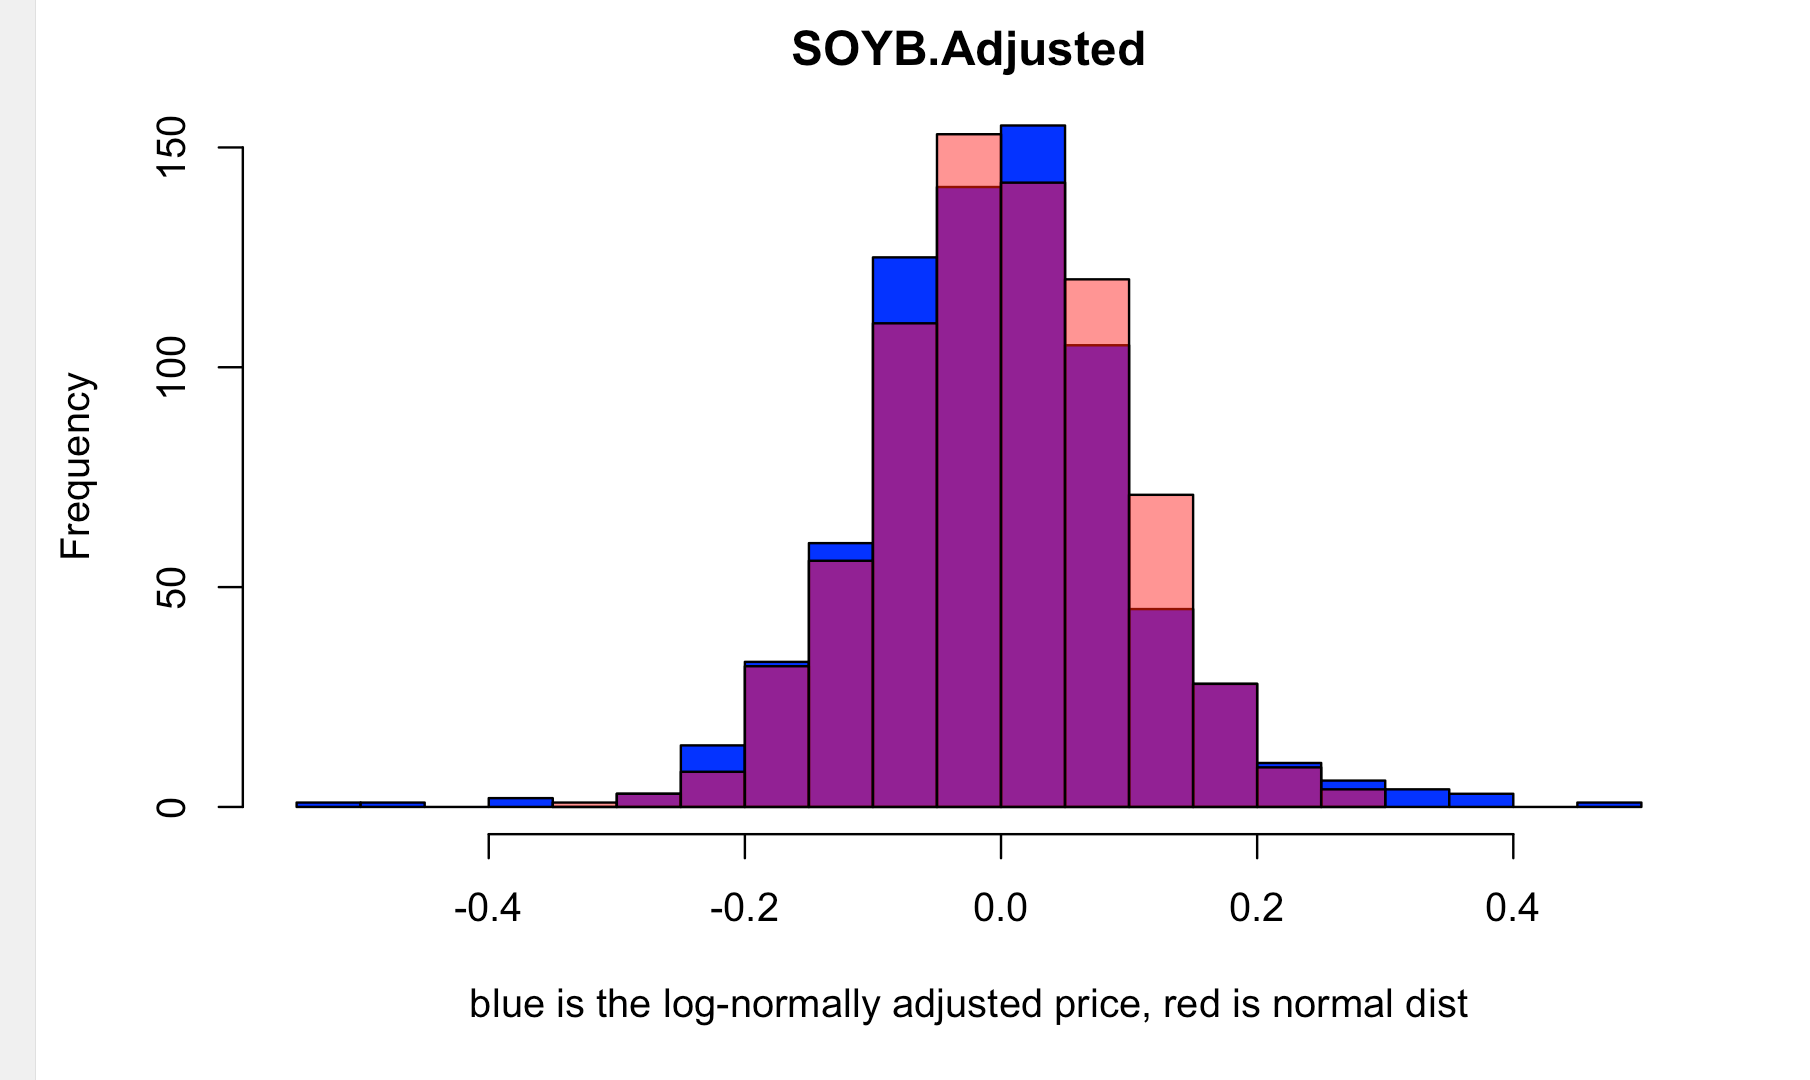 SOYB.Adjusted
150
100
50
0
Frequency
-0.4 -0.2 0.0 0.2 0.4
blue is the log-normally adjusted price, red is normal dist